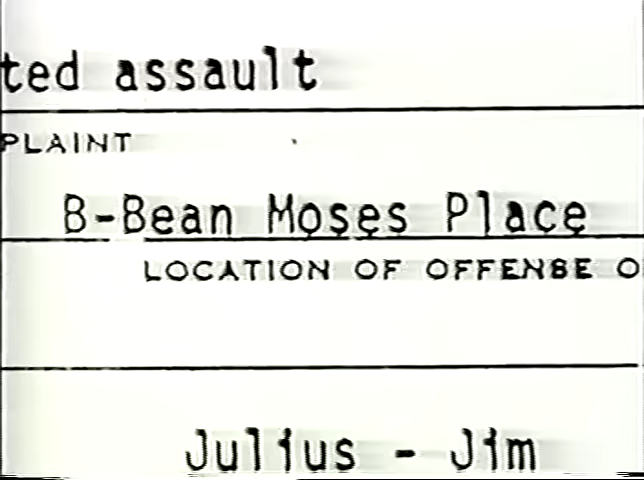 ted assault
PLAINT
B-Bean Moses Place
LOCATION OF OFFENSE O
Julius - Jim